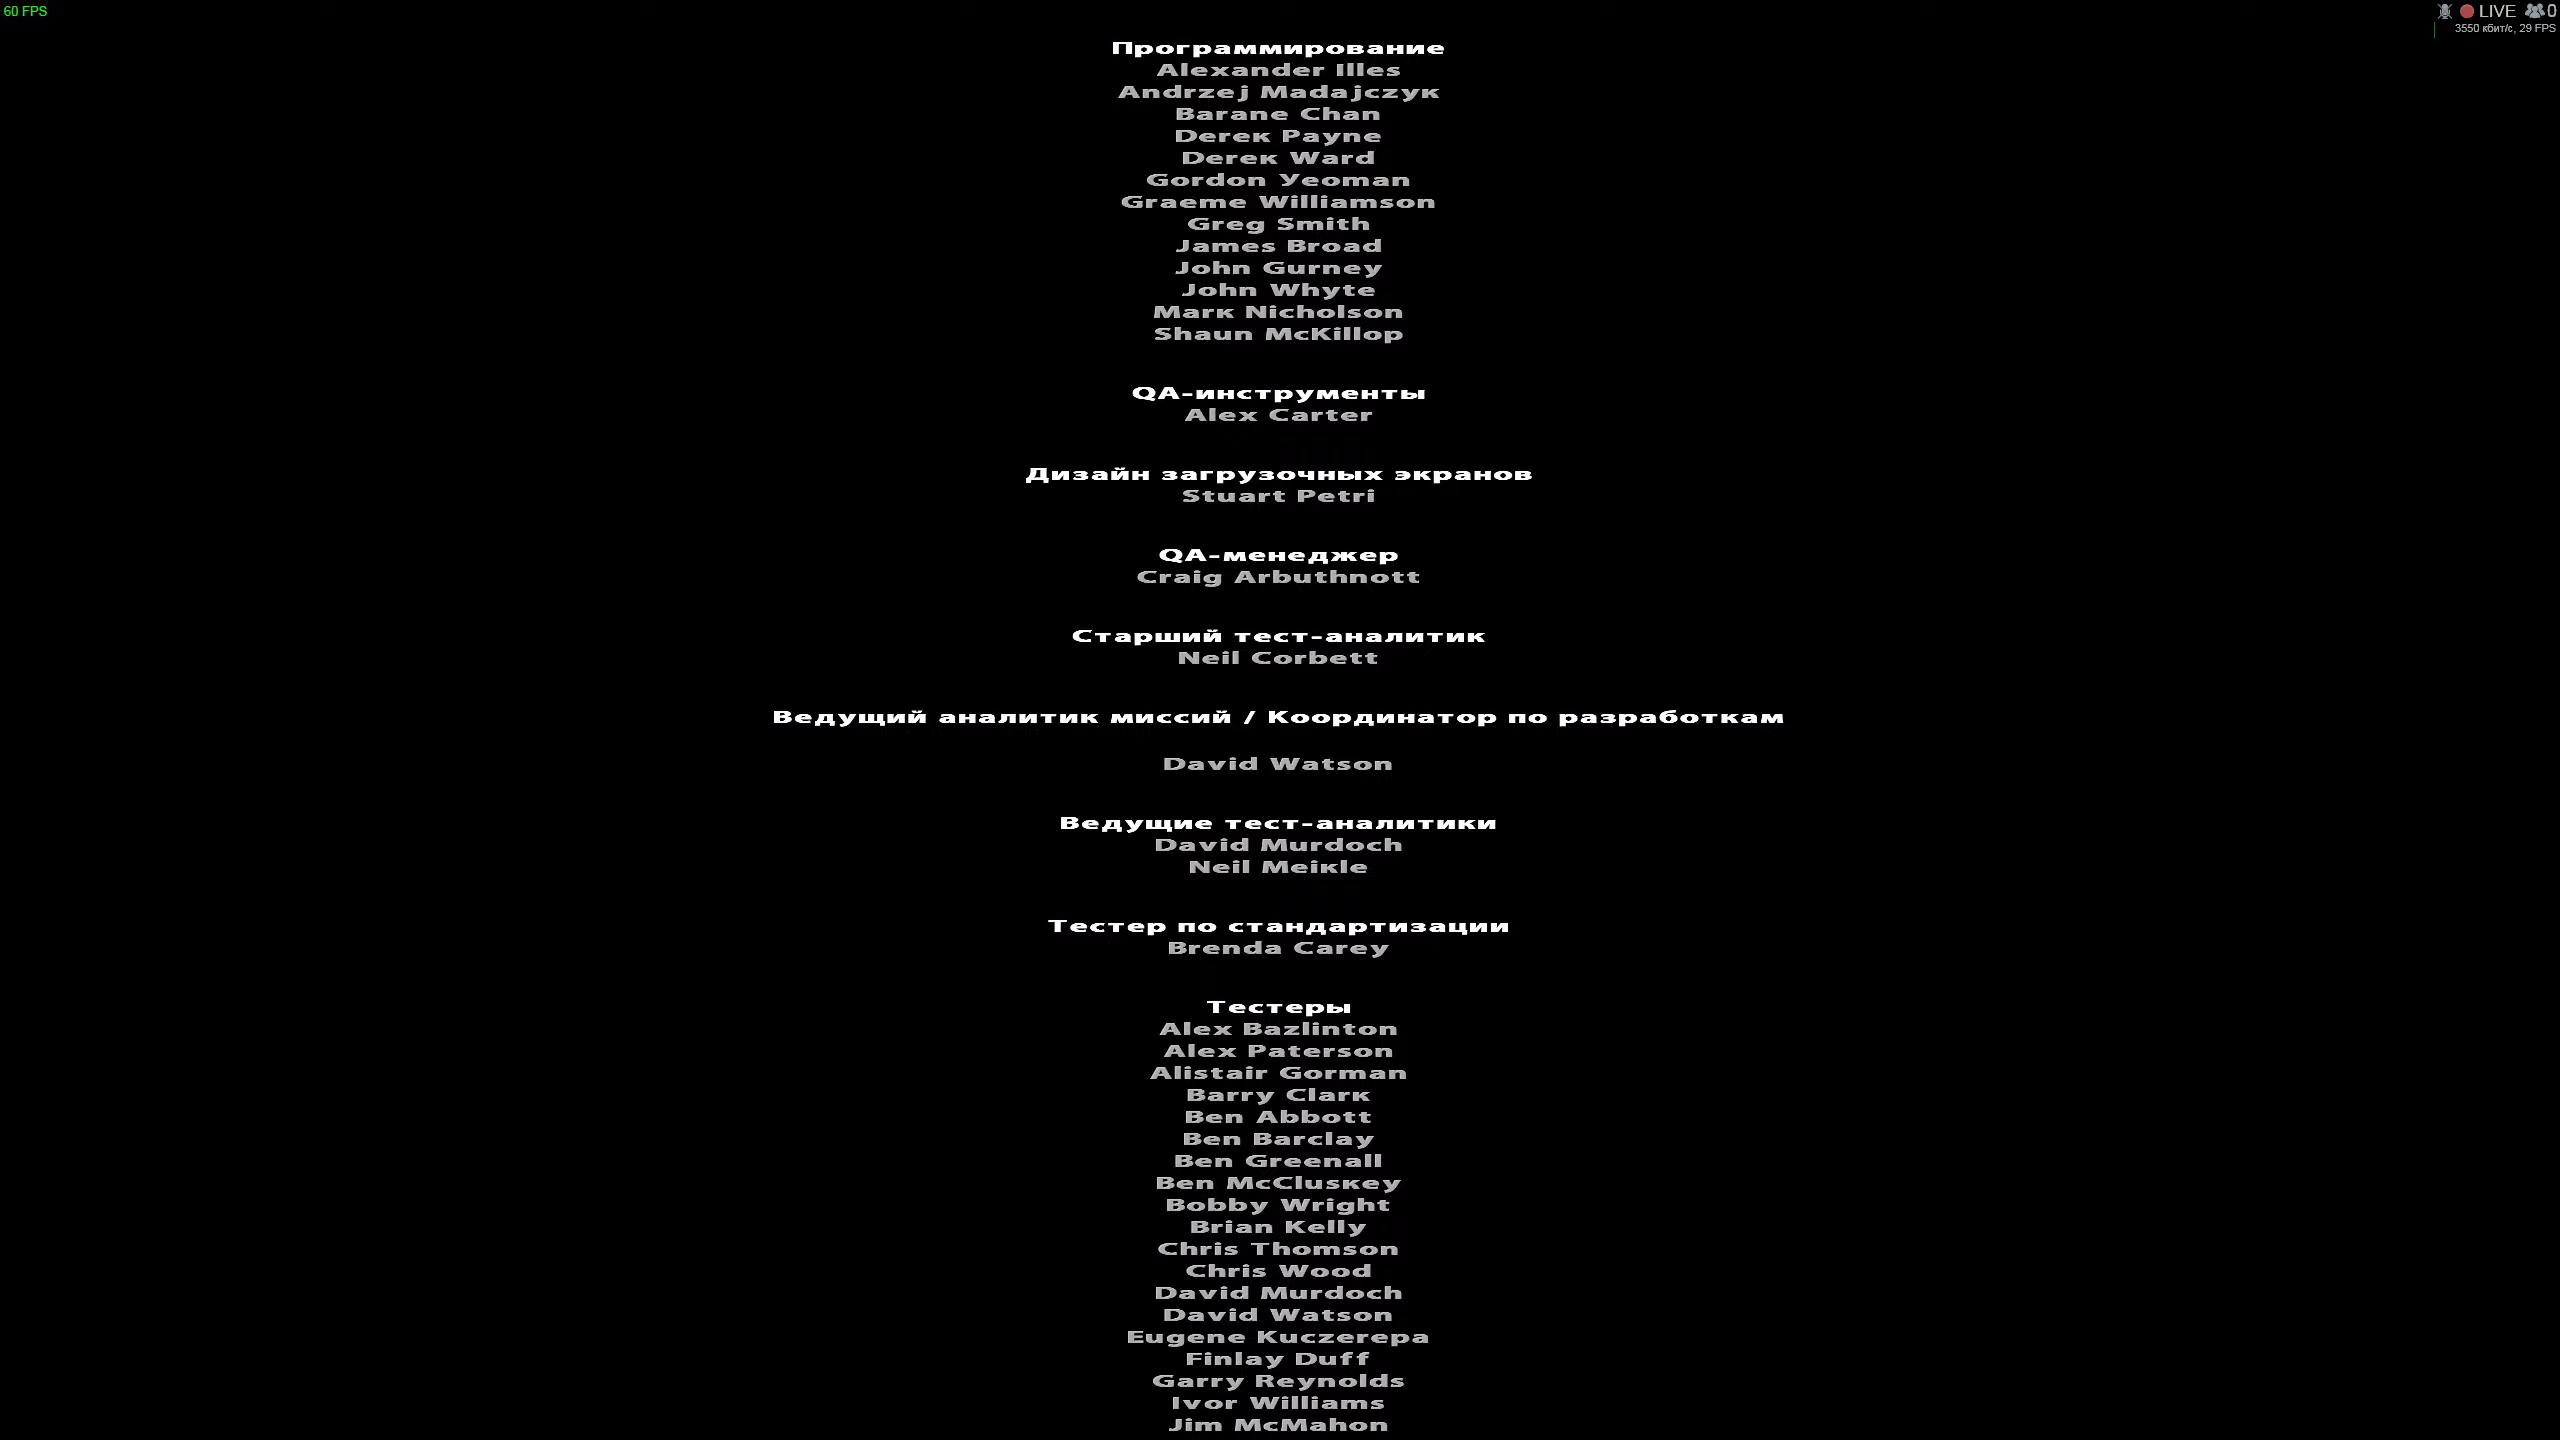 60 FPS
LIVE 0
3550 кбит/с, 29 FPS
Программирование
Alexander Illes
Andrzej Madajczyk
Barane Chan
Derek Payne
Derek Ward
Gordon Yeoman
Graeme Williamson
Greg Smith
James Broad
John Gurney
John Whyte
Mark Nicholson
Shaun McKillop
QA-инструменты
Alex Carter
Дизайн загрузочных экранов
Stuart Petri
QA-менеджер
Craig Arbuthnott
Старший тест-аналитик
Neil Corbett
Ведущий аналитик миссий / Координатор по разработкам
David Watson
Ведущие тест-аналитики
David Murdoch
Neil Meikle
Тестер по стандартизации
Brenda Carey
Тестеры
Alex Bazlinton
Alex Paterson
Alistair Gorman
Barry Clark
Ben Abbott
Ben Barclay
Ben Greenall
Ben McCluskey
Bobby Wright
Brian Kelly
Chris Thomson
Chris Wood
David Murdoch
David Watson
Eugene Kuczerepa
Finlay Duff
Garry Reynolds
Ivor Williams
Jim McMahon